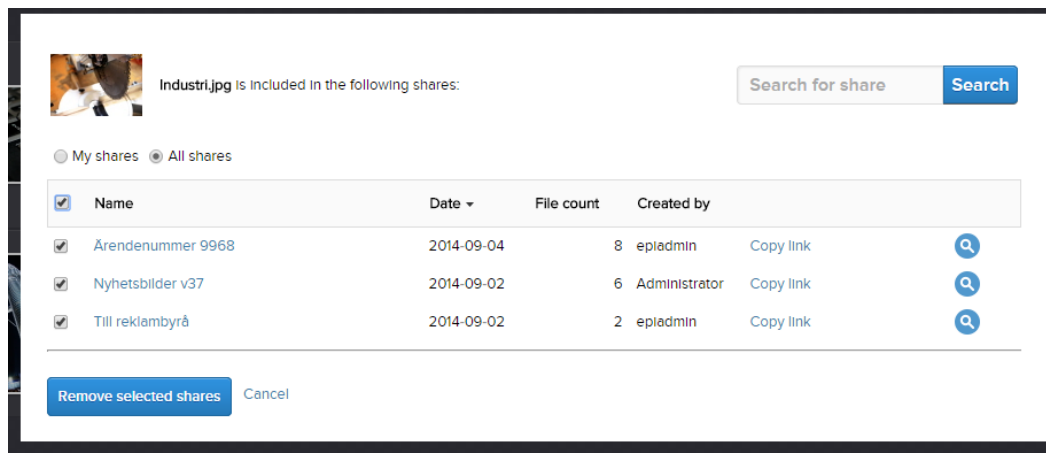 Industri.jpg is included in the following shares:
Search for share Search
My shares All shares
Name Date File count Created by
Ärendenummer 9968 2014-09-04 8 epiadmin Copy link
Nyhetsbilder v37 2014-09-02 6 Administrator Copy link
Till reklambyrå 2014-09-02 2 epiadmin Copy link
Remove selected shares Cancel